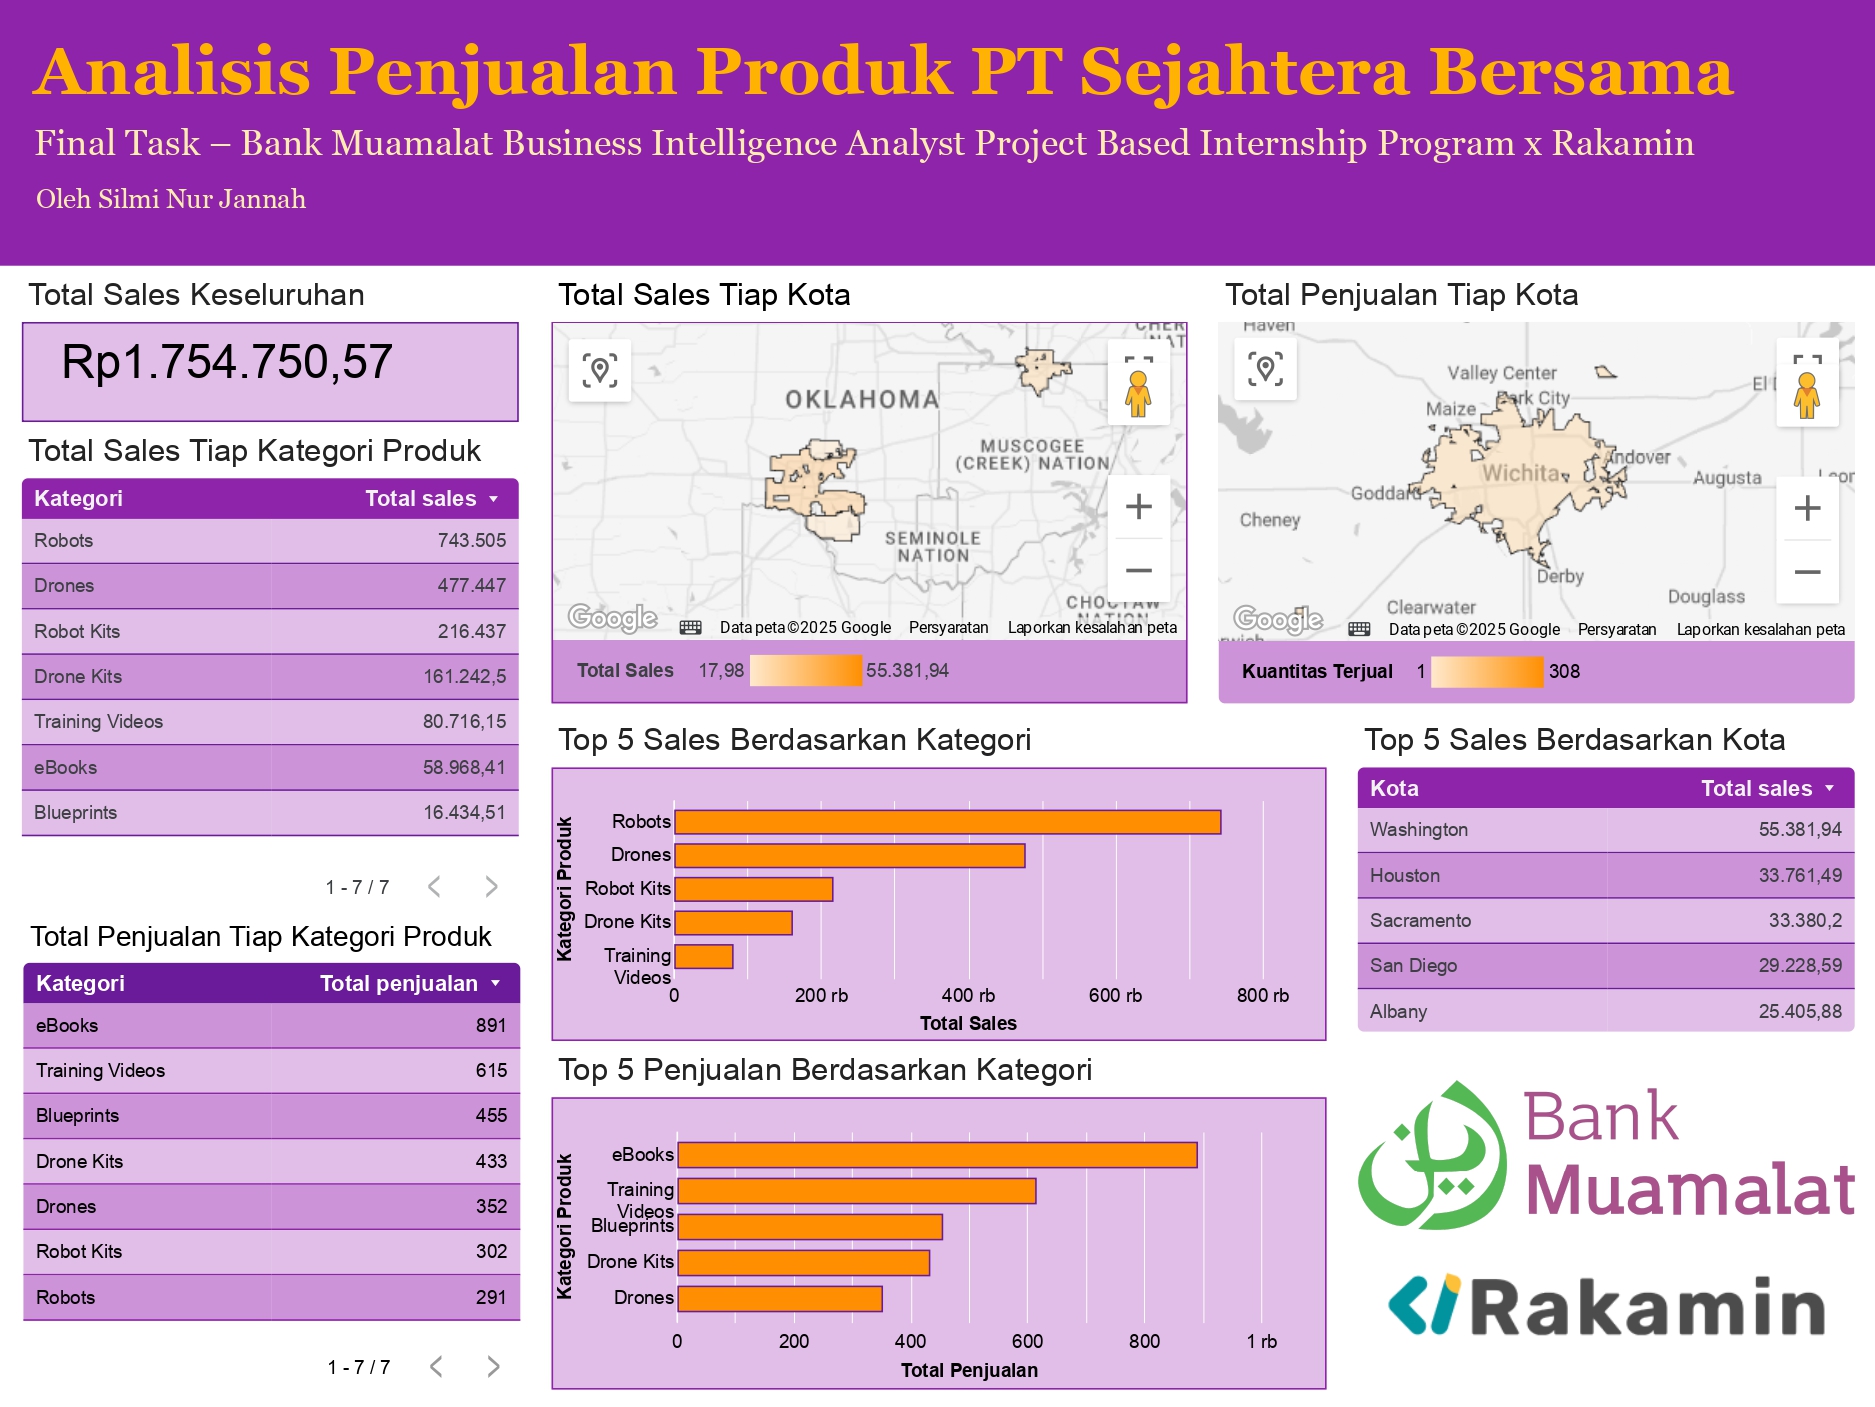 Analisis Penjualan Produk PT Sejahtera Bersama
Final Task – Bank Muamalat Business Intelligence Analyst Project Based Internship Program x Rakamin
Oleh Silmi Nur Jannah
Total Sales Keseluruhan
Rp1.754.750,57
Total Sales Tiap Kategori Produk
Kategori Total sales
Robots 743.505
Drones 477.447
Robot Kits 216.437
Drone Kits 161.242,5
Training Videos 80.716,15
eBooks 58.968,41
Blueprints 16.434,51
1 - 7 / 7
Total Penjualan Tiap Kategori Produk
Kategori Total penjualan
eBooks 891
Training Videos 615
Blueprints 455
Drone Kits 433
Drones 352
Robot Kits 302
Robots 291
1 - 7 / 7
Total Sales Tiap Kota
OKLAHOMA
MUSCOGEE
(CREEK) NATION
SEMINOLE
NATION
CHOCTAW
NATION
Google
Data peta ©2025 Google Persyaratan Laporkan kesalahan peta
Total Sales 17,98 55.381,94
Total Penjualan Tiap Kota
Haven
Valley Center
Park City
Maize
Andover
Wichita
Augusta
Goddard
Cheney
Derby
Douglass
Clearwater
Google
Data peta ©2025 Google Persyaratan Laporkan kesalahan peta
Kuantitas Terjual 1 308
Top 5 Sales Berdasarkan Kategori
Kategori Produk
Robots
Drones
Robot Kits
Drone Kits
Training
Videos
0 200 rb 400 rb 600 rb 800 rb
Total Sales
Top 5 Sales Berdasarkan Kota
Kota Total sales
Washington 55.381,94
Houston 33.761,49
Sacramento 33.380,2
San Diego 29.228,59
Albany 25.405,88
Top 5 Penjualan Berdasarkan Kategori
Kategori Produk
eBooks
Training
Videos
Blueprints
Drone Kits
Drones
0 200 400 600 800 1 rb
Total Penjualan
Bank
Muamalat
Rakamin